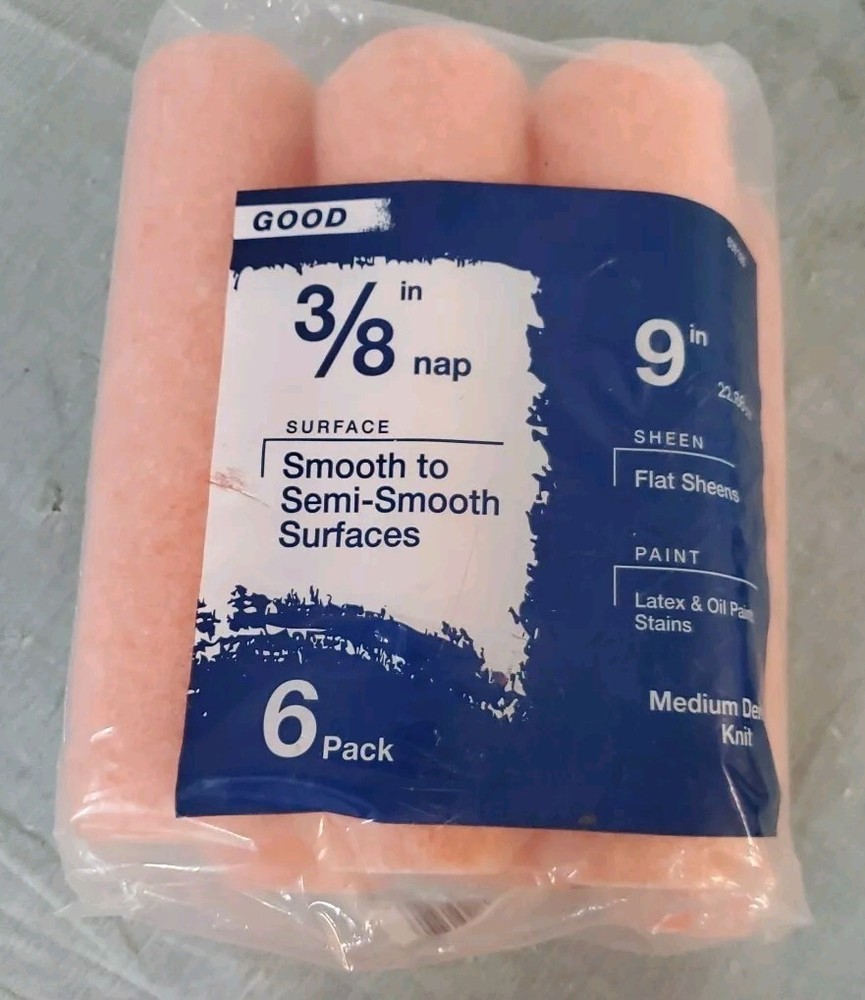 GOOD
3/8 in
nap
SURFACE
Smooth to
Semi-Smooth
Surfaces
6 Pack
9 in
SHEEN
Flat Sheens
PAINT
Latex & Oil
Stains
Medium
Knit